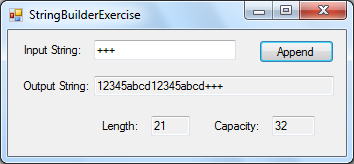 StringBuilderExercise
Input String: +++ Append
Output String: 12345abcd12345abcd+++
Length: 21 Capacity: 32